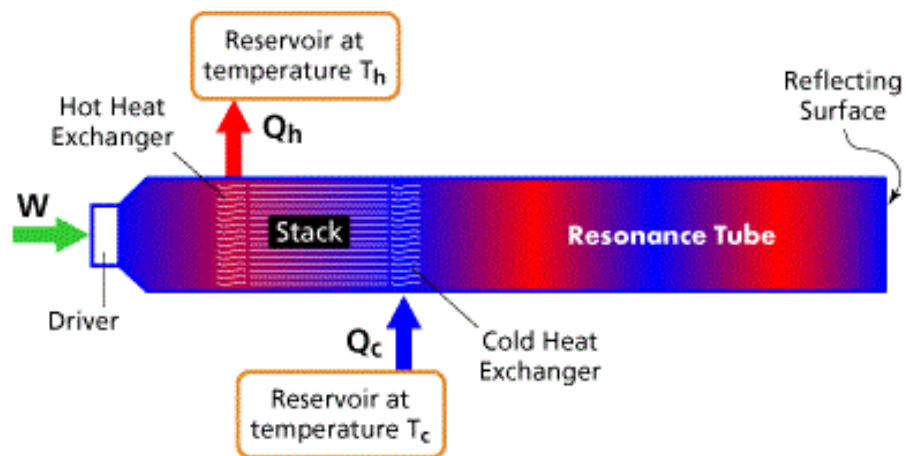 Reservoir at
temperature Th
Hot Heat
Exchanger
Qh
Reflecting
Surface
W
Stack
Resonance Tube
Driver
Qc
Cold Heat
Exchanger
Reservoir at
temperature Tc